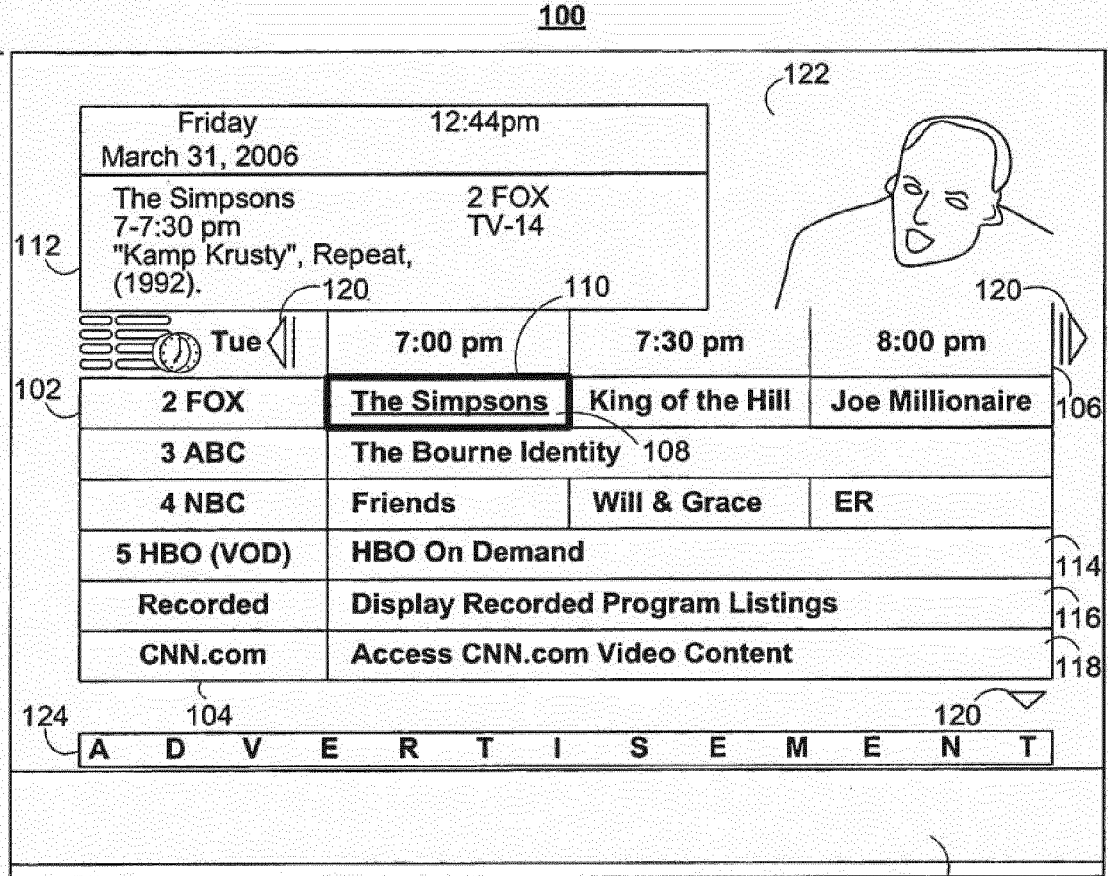 100
122
Friday 12:44pm
March 31, 2006
The Simpsons 2 FOX
7-7:30 pm TV-14
112
"Kamp Krusty", Repeat,
(1992).
120 110 120
Tue 7:00 pm 7:30 pm 8:00 pm
102
2 FOX The Simpsons King of the Hill Joe Millionaire
106
3 ABC The Bourne Identity 108
4 NBC Friends Will & Grace ER
5 HBO (VOD) HBO On Demand
114
Recorded Display Recorded Program Listings
116
CNN.com Access CNN.com Video Content
118
124 104 120
A D V E R T I S E M E N T